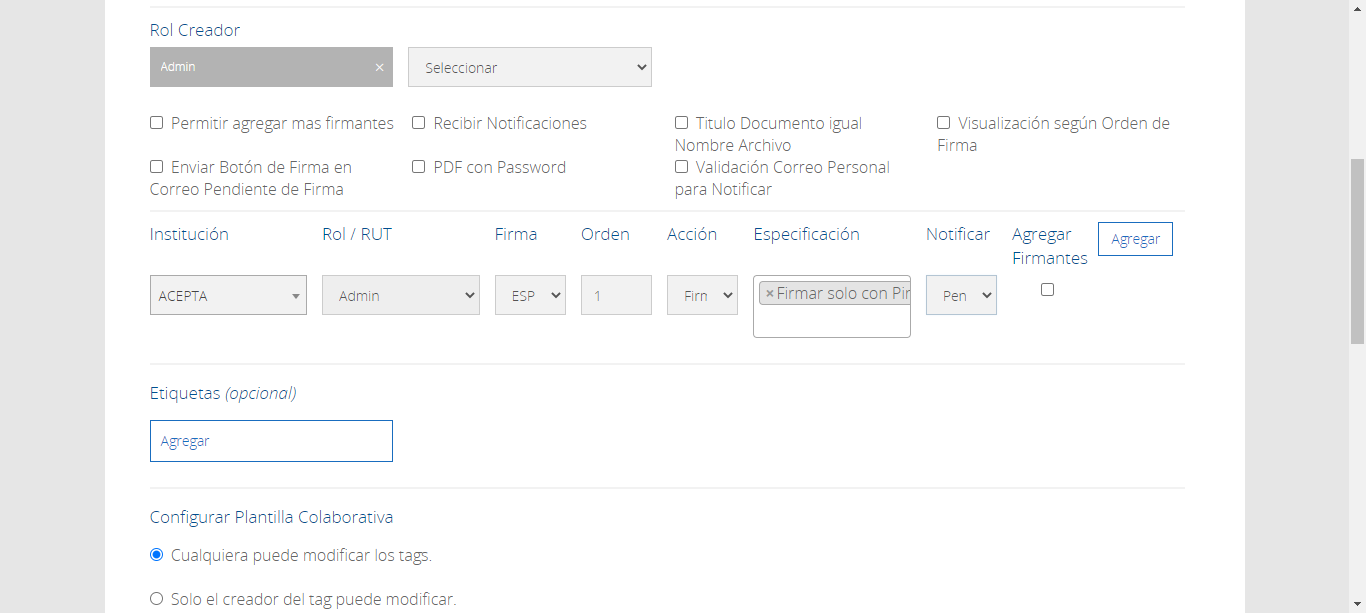 Rol Creador
Admin ×
Seleccionar
Permitir agregar mas firmantes
Recibir Notificaciones
Titulo Documento igual
Nombre Archivo
Visualización según Orden de
Firma
Enviar Botón de Firma en
Correo Pendiente de Firma
PDF con Password
Validación Correo Personal
para Notificar
Institución
Rol / RUT
Firma
Orden
Acción
Especificación
Notificar
Agregar
Firmantes
Agregar
ACEPTA
Admin
ESP
1
Firn
×Firmar solo con Pir
Pen
Etiquetas (opcional)
Agregar
Configurar Plantilla Colaborativa
Cualquiera puede modificar los tags.
Solo el creador del tag puede modificar.